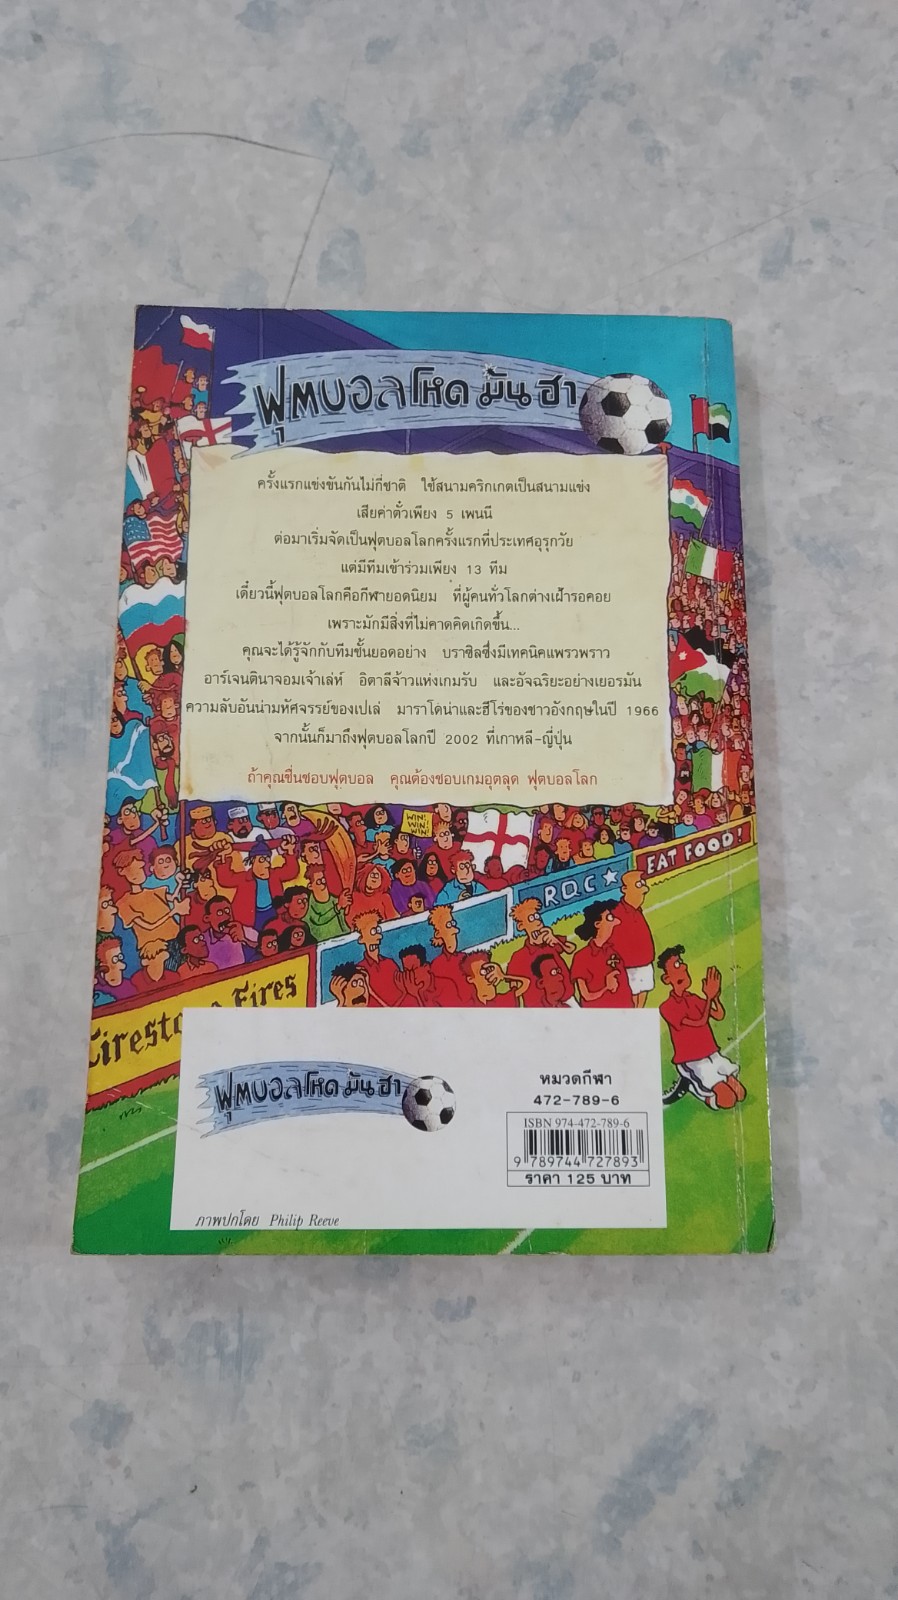 ฟุตบอลโหด มัน ฮา
ครั้งแรกแข่งขันกันไม่กี่ชาติ ใช้สนามคริกเกตเป็นสนามแข่ง
เสียค่าตั๋วเพียง 5 เพนนี
ต่อมาเริ่มจัดเป็นฟุตบอลโลกครั้งแรกที่ประเทศอุรุกวัย
แต่มีทีมเข้าร่วมเพียง 13 ทีม
เดี๋ยวนี้ฟุตบอลโลกคือกีฬายอดนิยม ที่ผู้คนทั่วโลกต่างเฝ้ารอคอย
เพราะมักมีสิ่งที่ไม่คาดคิดเกิดขึ้น...
คุณจะได้รู้จักกับทีมชั้นยอดอย่าง บราซิลซึ่งมีเทคนิคแพรวพราว
อาร์เจนตินาจอมเจ้าเล่ห์ อิตาลีจ้าวแห่งเกมรับ และอัจฉริยะอย่างเยอรมัน
ความลับอันน่ามหัศจรรย์ของเปเล่ มาราโดน่าและฮีโร่ของชาวอังกฤษในปี 1966
จากนั้นก็มาถึงฟุตบอลโลกปี 2002 ที่เกาหลี-ญี่ปุ่น
ถ้าคุณชื่นชอบฟุตบอล คุณต้องชอบเกมอุตลุด ฟุตบอลโลก
WIN!
WIN!
WIN!
EAT FOOD!
RQC
Fires
ฟุตบอลโหด มัน ฮา
หมวดกีฬา
472-789-6
ISBN 974-472-789-6
9 789744 727893
ราคา 125 บาท
ภาพปกโดย Philip Reeve